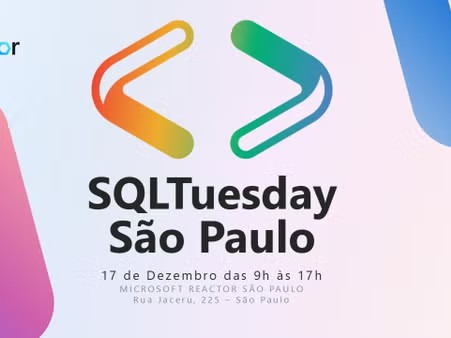 or
SQLTuesday
São Paulo
17 de Dezembro das 9h às 17h
MICROSOFT REACTOR SÃO PAULO
Rua Jaceru, 225 – São Paulo